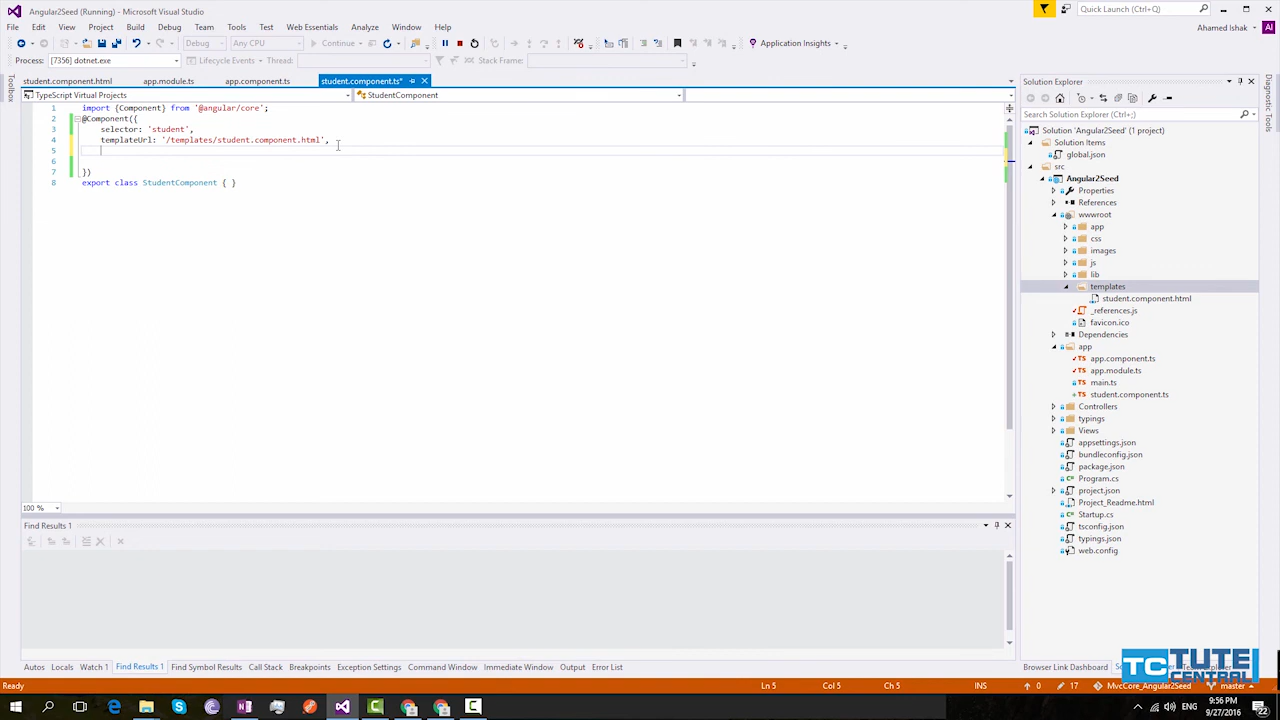 Angular2Seed (Running) - Microsoft Visual Studio
Quick Launch (Ctrl+Q)
File Edit View Project Build Debug Team Tools Test Web Essentials Analyze Window Help
Ahamed Ishak
Debug Any CPU Continue Application Insights
Process: [7356] dotnet.exe Lifecycle Events Thread: Stack Frame:
student.component.html app.module.ts app.component.ts student.component.ts*
TypeScript Virtual Projects StudentComponent
Toolbox
1 import {Component} from '@angular/core';
2 @Component({
3 selector: 'student',
4 templateUrl: '/templates/student.component.html',
5
6
7 })
8 export class StudentComponent { }
100 %
Find Results 1
Autos Locals Watch 1 Find Results 1 Find Symbol Results Call Stack Breakpoints Exception Settings Command Window Immediate Window Output Error List
Solution Explorer
Search Solution Explorer (Ctrl+;)
Solution 'Angular2Seed' (1 project)
Solution Items
global.json
src
Angular2Seed
Properties
References
wwwroot
app
css
images
js
lib
templates
student.component.html
_references.js
favicon.ico
Dependencies
app
app.component.ts
app.module.ts
main.ts
student.component.ts
Controllers
typings
Views
appsettings.json
bundleconfig.json
package.json
Program.cs
project.json
Project_Readme.html
Startup.cs
tsconfig.json
typings.json
web.config
Diagnostic Tools
Browser Link Dashboard
TC TUTE CENTRAL
Ready Ln 5 Col 5 Ch 5 INS 0 17 MvcCore_Angular2Seed master
9:56 PM
9/27/2016
22